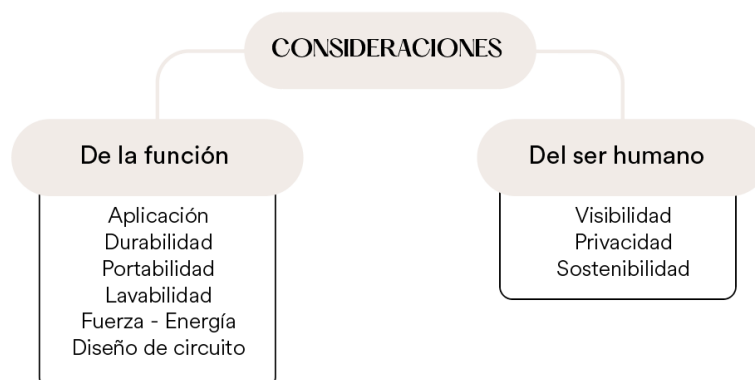 CONSIDERACIONES
De la función
Aplicación
Durabilidad
Portabilidad
Lavabilidad
Fuerza - Energía
Diseño de circuito
Del ser humano
Visibilidad
Privacidad
Sostenibilidad